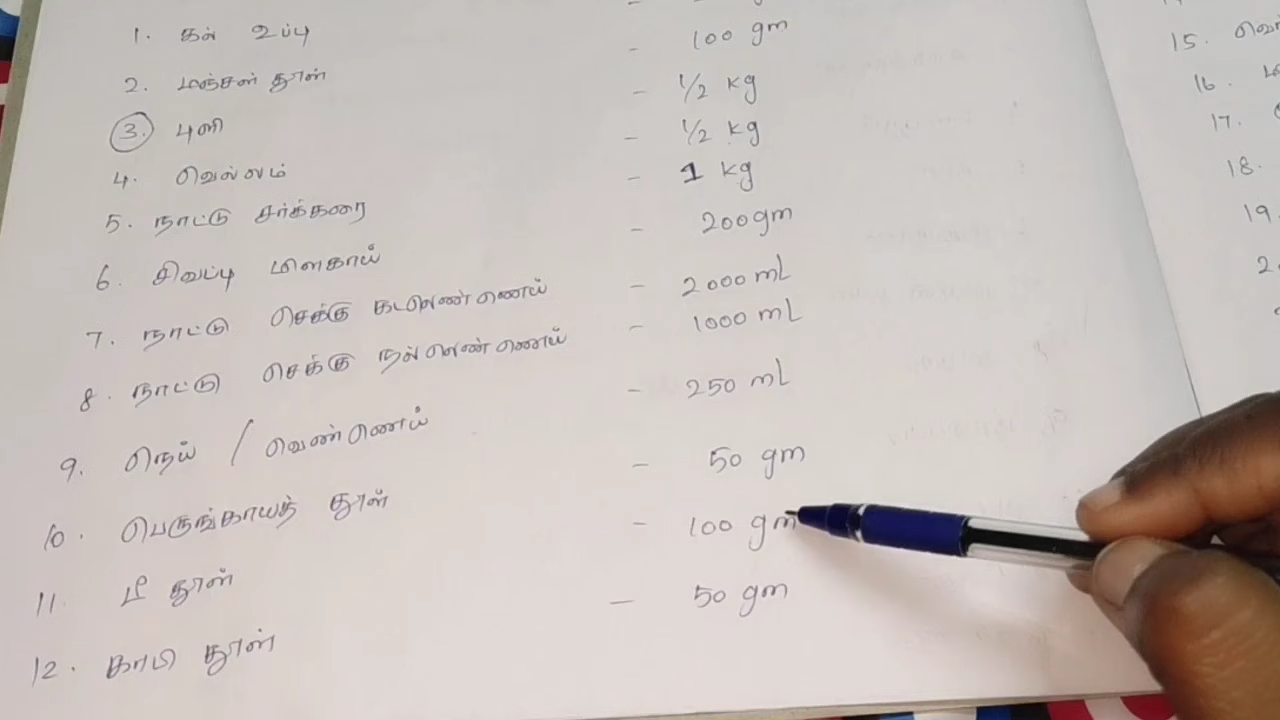 1. கல் உப்பு -
2. மஞ்சள் தூள் - 100 gm
3. புளி - 1/2 kg
4. வெல்லம் - 1/2 kg
5. நாட்டு சர்க்கரை - 1 kg
6. சிவப்பு மிளகாய் - 200gm
7. நாட்டு செக்கு கடலெண்ணெய் - 2000 ml
8. நாட்டு செக்கு நல்லெண்ணெய் - 1000 ml
9. நெய் / வெண்ணெய் - 250 ml
10. பெருங்காயத் தூள் - 50 gm
11. டீ தூள் - 100 gm
12. காபி தூள் - 50 gm
15.
16.
17.
18.
19.